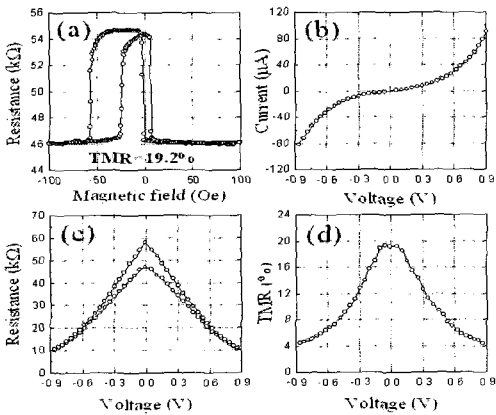 (a)
Resistance (kΩ)
56
54
52
50
48
46
44
TMR~19.2%
-100 -50 0 50 100
Magnetic field (Oe)
(b)
Current (μA)
120
80
40
0
-40
-80
-120
-0.9 -0.6 -0.3 0.0 0.3 0.6 0.9
Voltage (V)
(c)
Resistance (kΩ)
70
60
50
40
30
20
10
0
-0.9 -0.6 -0.3 0.0 0.3 0.6 0.9
Voltage (V)
(d)
TMR (%)
24
20
16
12
8
4
0
-0.9 -0.6 -0.3 0.0 0.3 0.6 0.9
Voltage (V)